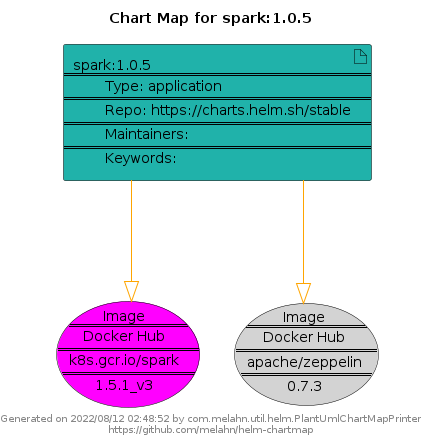 Chart Map for spark:1.0.5
spark:1.0.5
Type: application
Repo: https://charts.helm.sh/stable
Maintainers:
Keywords:
Image
Docker Hub
k8s.gcr.io/spark
1.5.1_v3
Image
Docker Hub
apache/zeppelin
0.7.3
Generated on 2022/08/12 02:48:52 by com.melahn.util.helm.PlantUmlChartMapPrinter
https://github.com/melahn/helm-chartmap